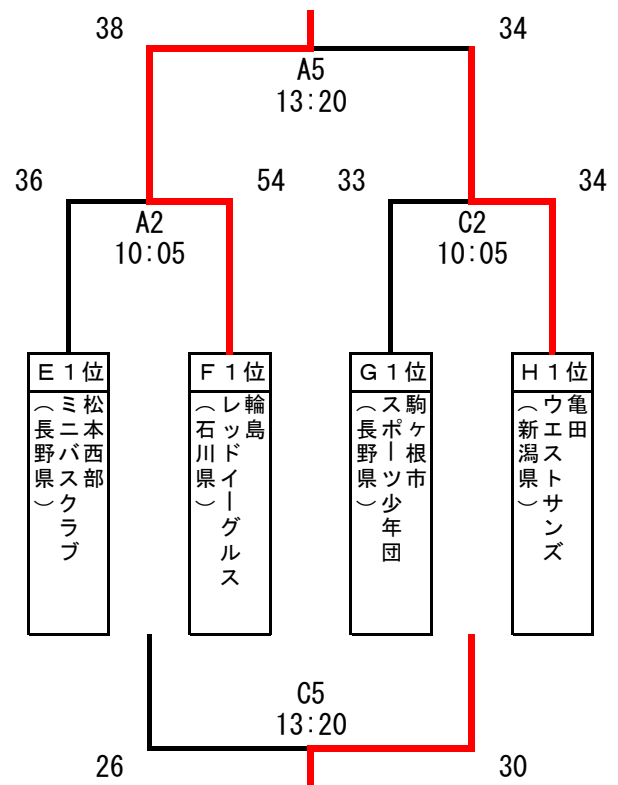 38
34
A5
13:20
36
54
33
34
A2
10:05
C2
10:05
E1位
F1位
G1位
H1位
松本西部
ミニバスクラブ
（長野県）
輪島
レッドイーグルス
（石川県）
駒ヶ根市
スポーツ少年団
（長野県）
亀田
ウエストサンズ
（新潟県）
C5
13:20
26
30